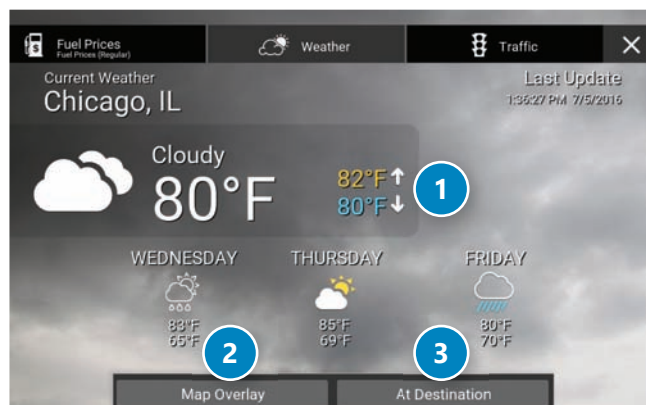 Fuel Prices
Fuel Prices (Regular)
Weather
Traffic
Current Weather
Chicago, IL
Last Update
1:36:27 PM 7/5/2016
Cloudy
80°F
82°F
80°F
1
WEDNESDAY
THURSDAY
FRIDAY
83°F
65°F
85°F
69°F
80°F
70°F
2
3
Map Overlay
At Destination